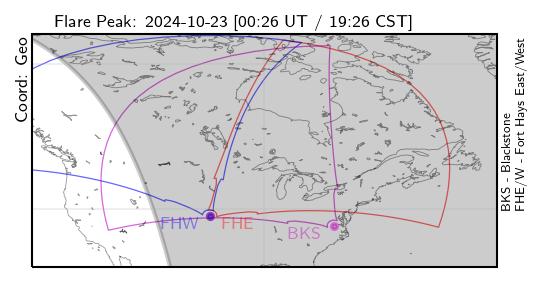 Flare Peak: 2024-10-23 [00:26 UT / 19:26 CST]
Coord: Geo
FHW
FHE
BKS
BKS - Blackstone
FHE/W - Fort Hays East/West